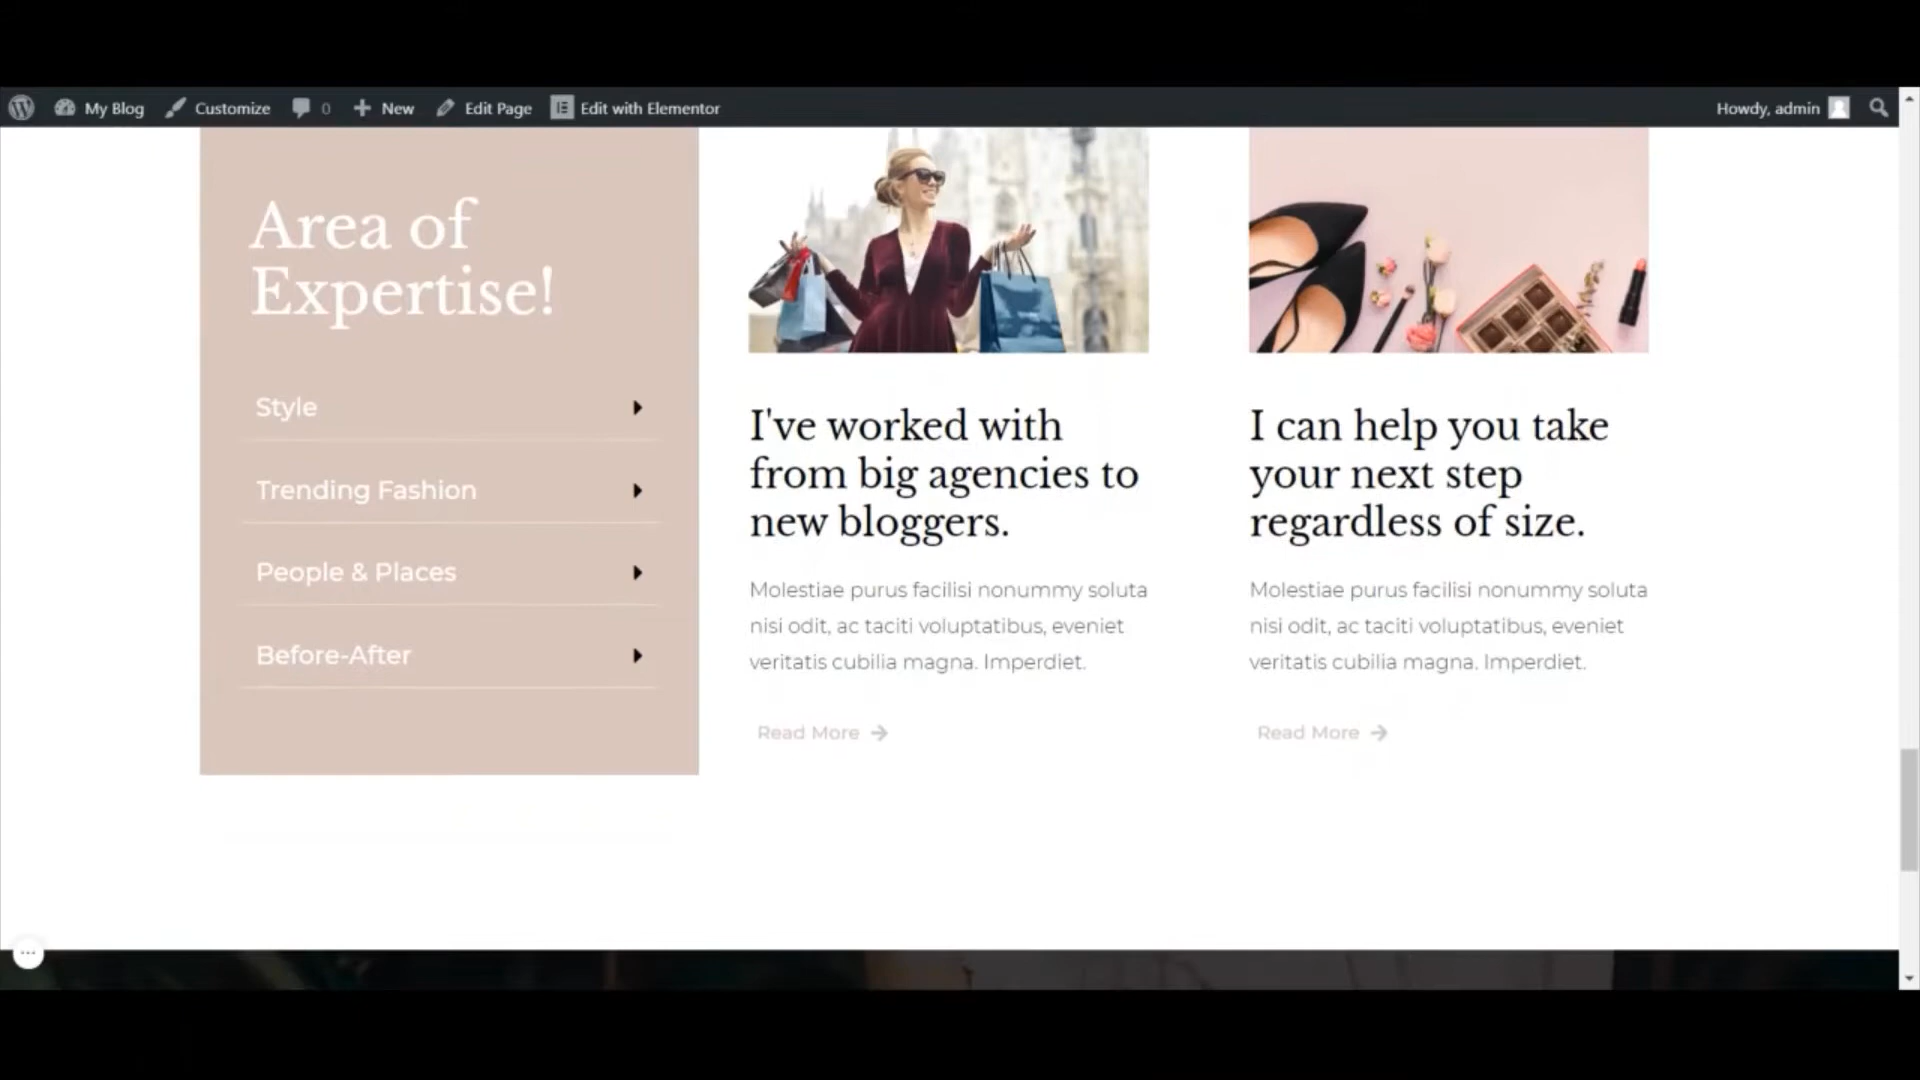 My Blog Customize 0 New Edit Page Edit with Elementor Howdy, admin
Area of
Expertise!
Style
Trending Fashion
People & Places
Before-After
I've worked with
from big agencies to
new bloggers.
Molestiae purus facilisi nonummy soluta
nisi odit, ac taciti voluptatibus, eveniet
veritatis cubilia magna. Imperdiet.
Read More
I can help you take
your next step
regardless of size.
Molestiae purus facilisi nonummy soluta
nisi odit, ac taciti voluptatibus, eveniet
veritatis cubilia magna. Imperdiet.
Read More